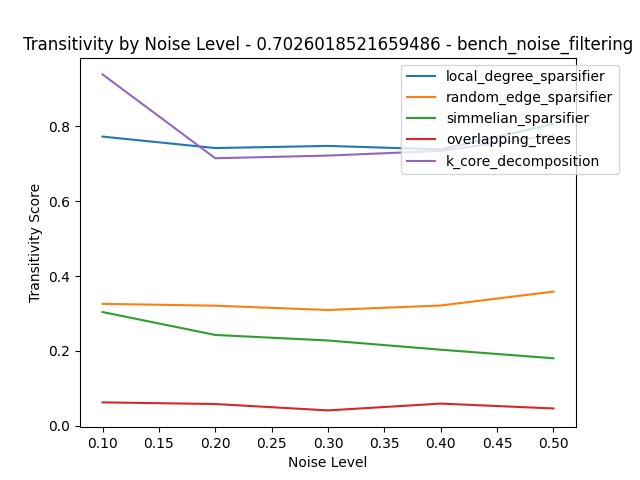 Transitivity by Noise Level - 0.7026018521659486 - bench_noise_filtering
local_degree_sparsifier
random_edge_sparsifier
simmelian_sparsifier
overlapping_trees
k_core_decomposition
Transitivity Score
0.8
0.6
0.4
0.2
0.0
0.10 0.15 0.20 0.25 0.30 0.35 0.40 0.45 0.50
Noise Level